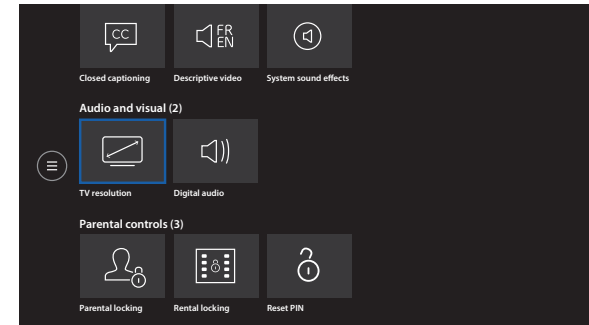 CC
FR
EN
Closed captioning
Descriptive video
System sound effects
Audio and visual (2)
TV resolution
Digital audio
Parental controls (3)
Parental locking
Rental locking
Reset PIN